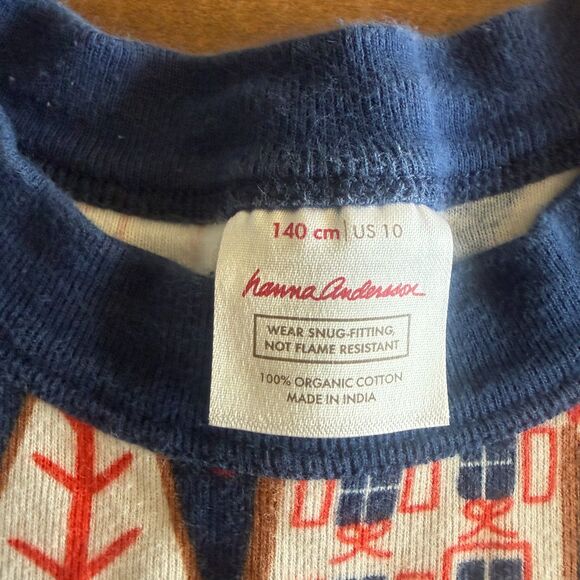 140 cm | US 10
hanna andersson
WEAR SNUG-FITTING,
NOT FLAME RESISTANT
100% ORGANIC COTTON
MADE IN INDIA